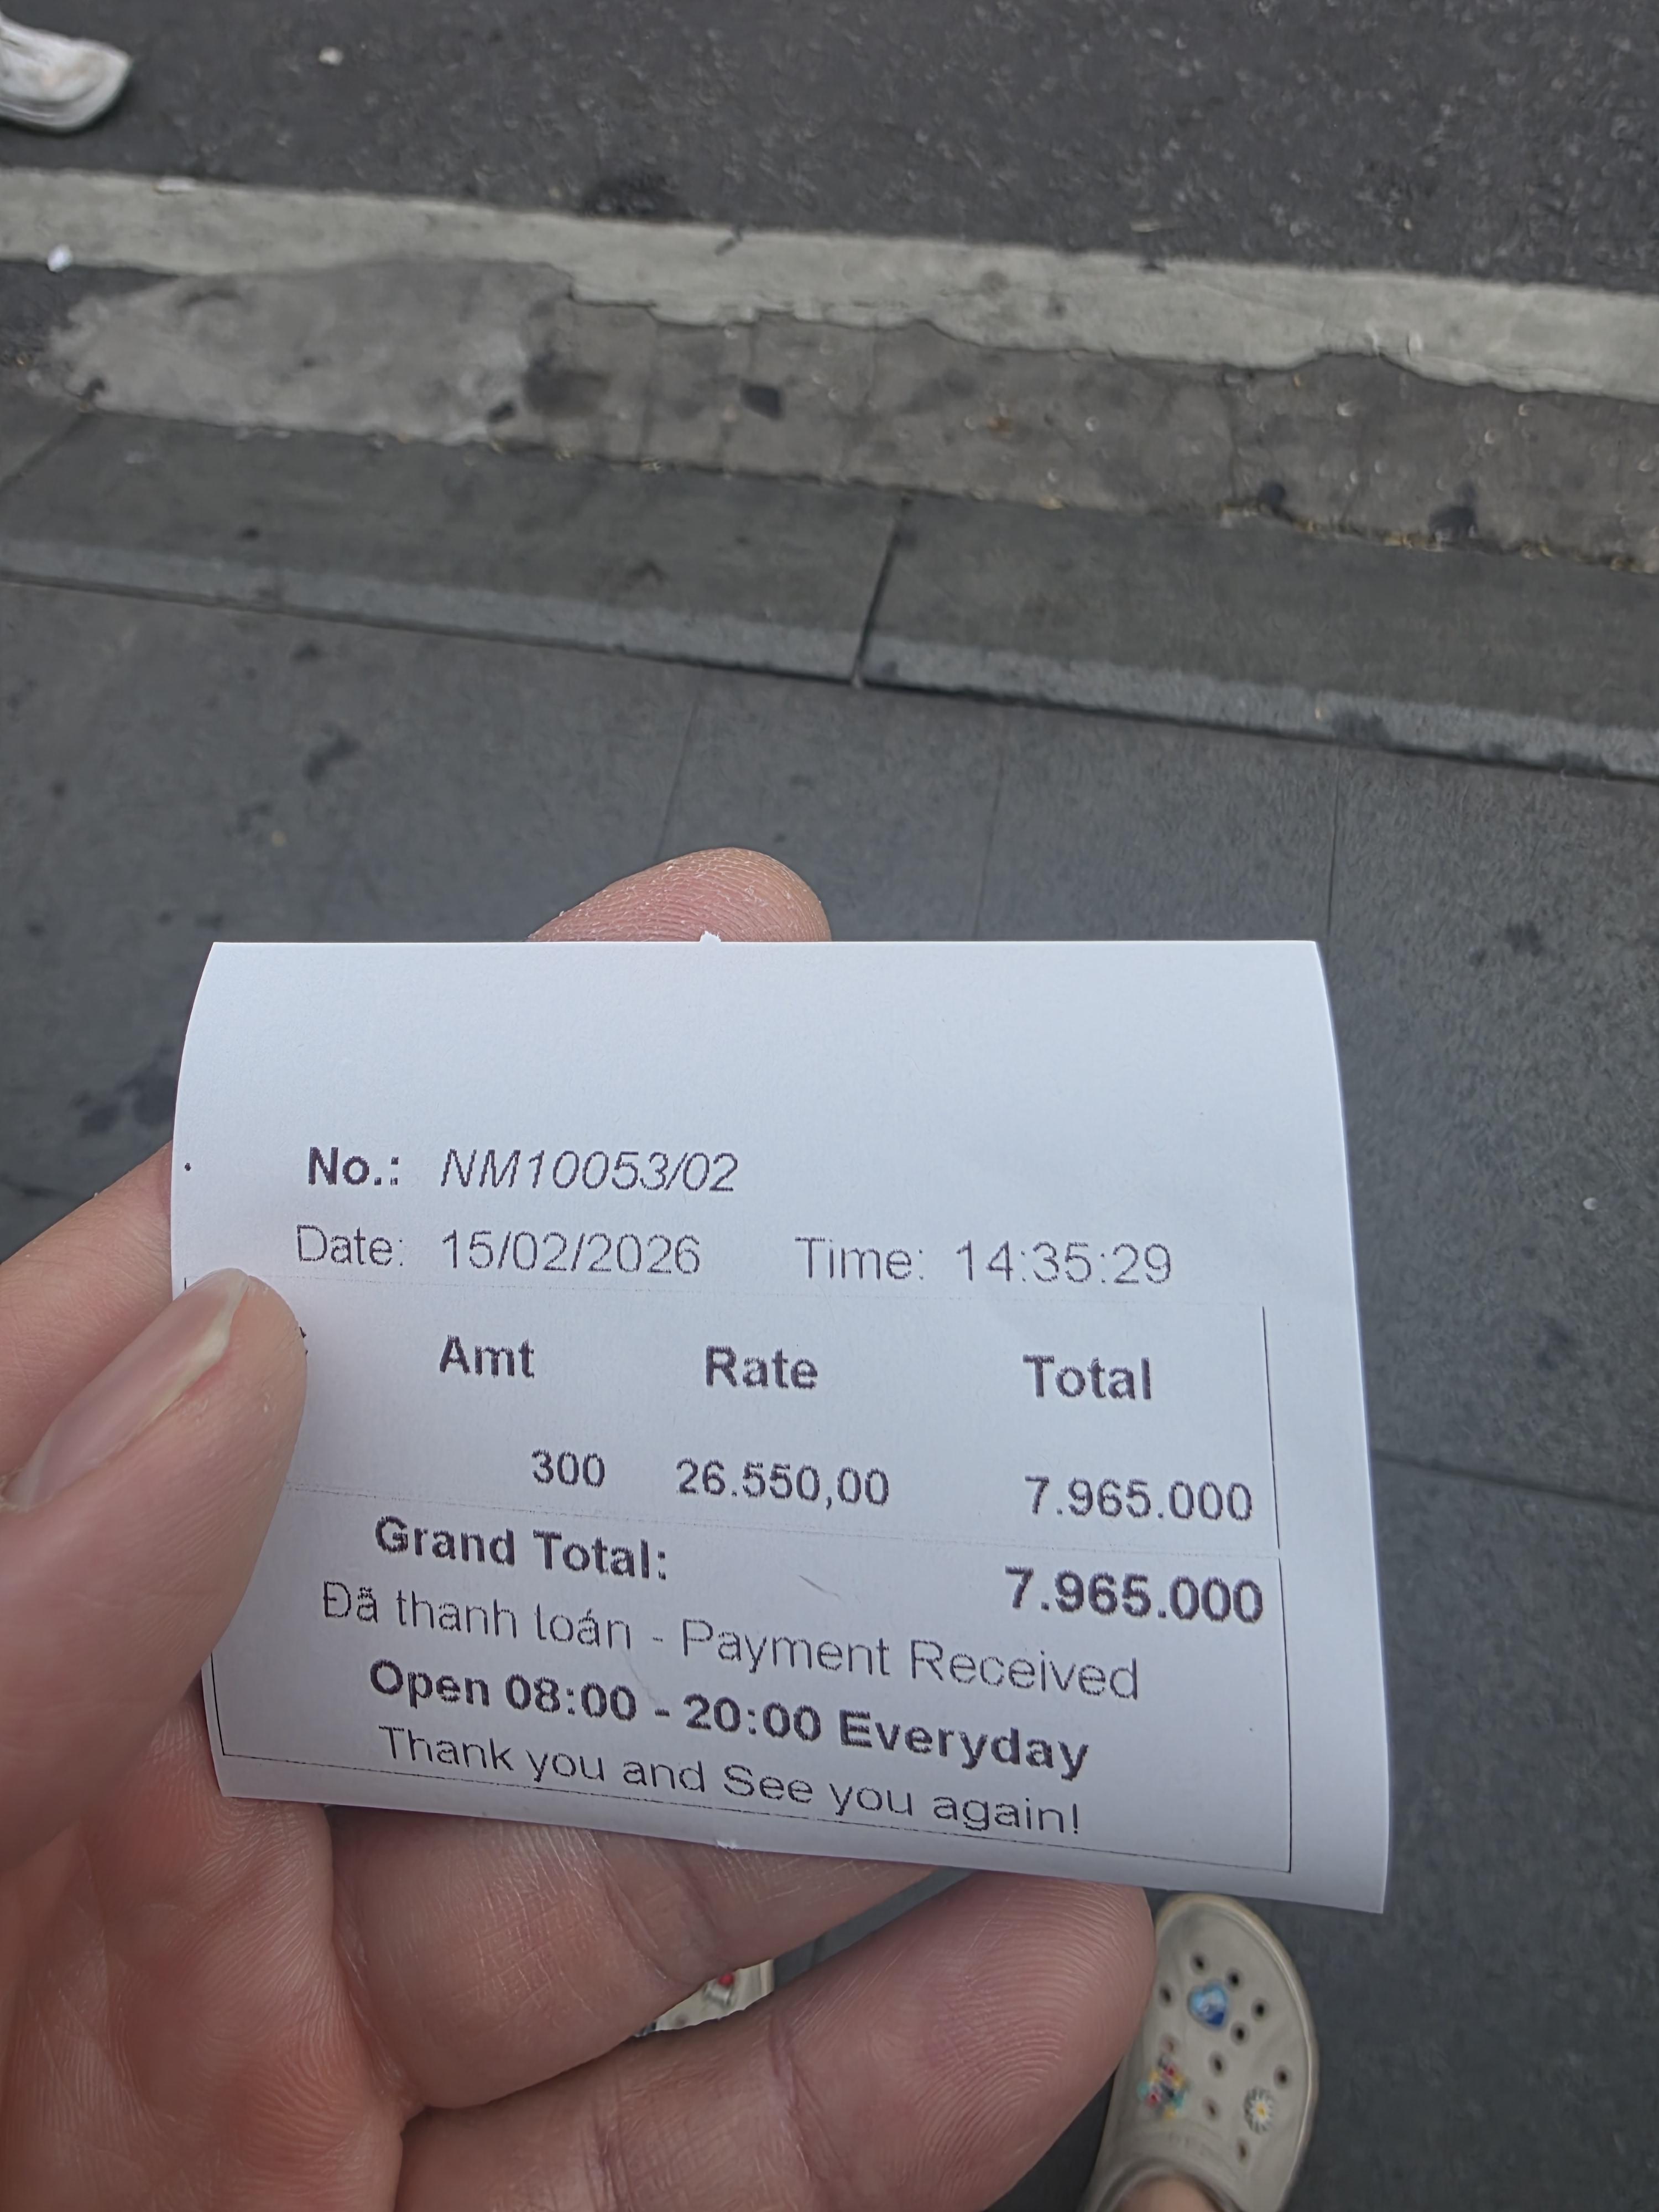 No.: NM10053/02
Date: 15/02/2026 Time: 14:35:29
Amt Rate Total
300 26.550,00 7.965.000
Grand Total: 7.965.000
Đã thanh toán - Payment Received
Open 08:00 - 20:00 Everyday
Thank you and See you again!